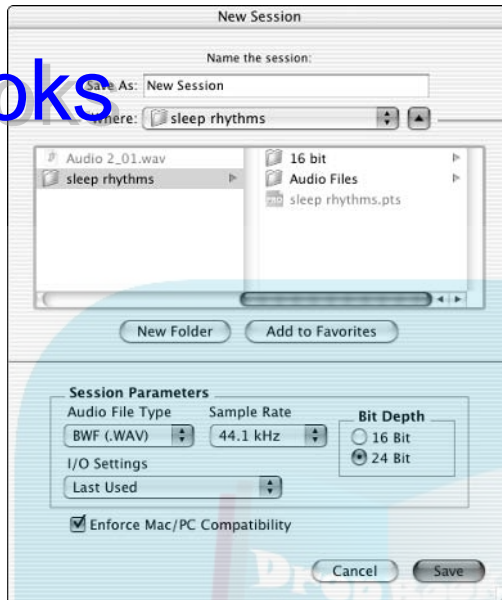 New Session
Name the session:
oks
Save As: New Session
Where: sleep rhythms
Audio 2_01.wav
sleep rhythms
16 bit
Audio Files
sleep rhythms.pts
New Folder
Add to Favorites
Session Parameters
Audio File Type
Sample Rate
Bit Depth
BWF (.WAV)
44.1 kHz
16 Bit
24 Bit
I/O Settings
Last Used
Enforce Mac/PC Compatibility
Cancel
Save